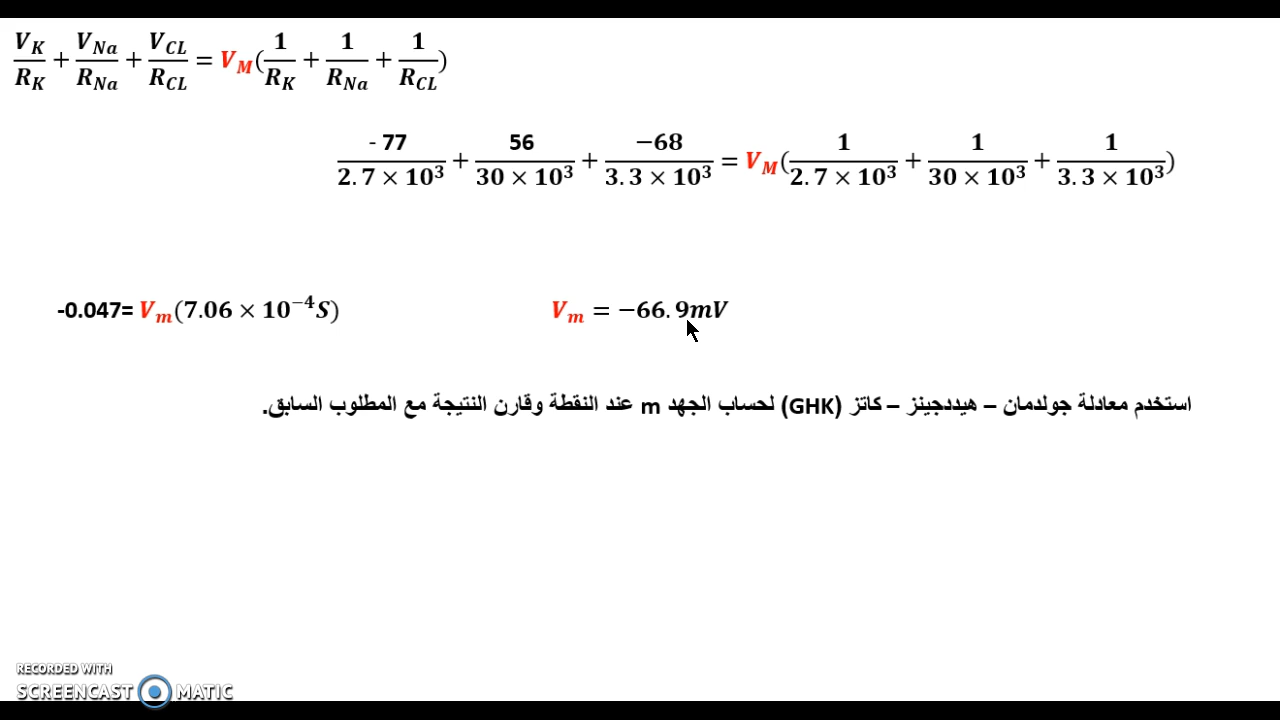 V_K/R_K + V_Na/R_Na + V_CL/R_CL = V_M(1/R_K + 1/R_Na + 1/R_CL)
- 77/2.7 × 10³ + 56/30 × 10³ + −68/3.3 × 10³ = V_M(1/2.7 × 10³ + 1/30 × 10³ + 1/3.3 × 10³)
-0.047= V_m(7.06 × 10⁻⁴S) V_m = −66.9mV
استخدم معادلة جولدمان – هيددجينز – كاتز (GHK) لحساب الجهد m عند النقطة وقارن النتيجة مع المطلوب السابق.
RECORDED WITH
SCREENCAST MATIC